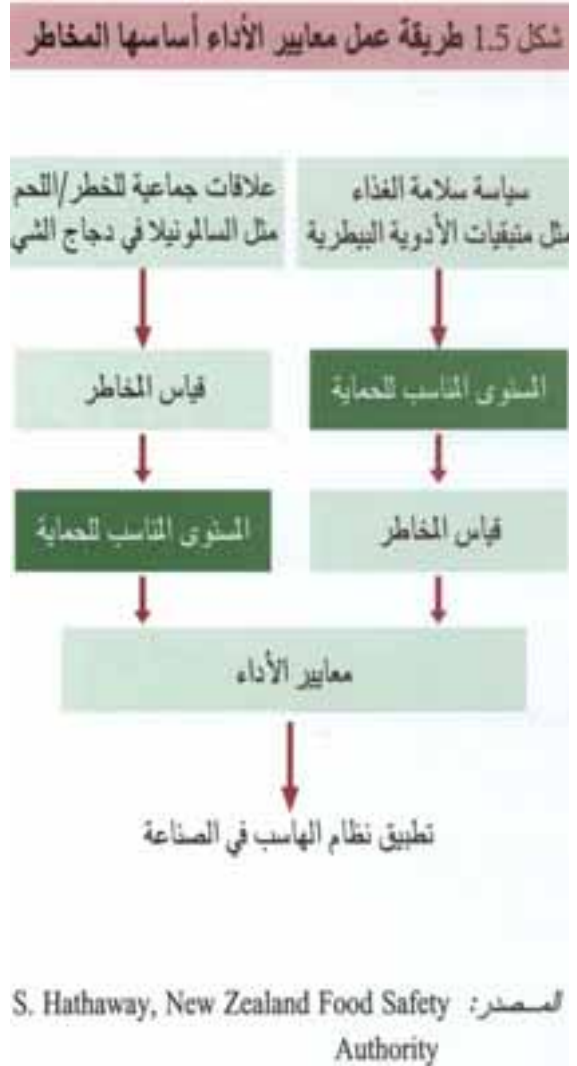 شكل 1.5 طريقة عمل معايير الأداء أساسها المخاطر
سياسة سلامة الغذاء
مثل متبقيات الأدوية البيطرية
علاقات جماعية للخطر/اللحم
مثل السالمونيلا في دجاج الشي
المستوى المناسب للحماية
قياس المخاطر
قياس المخاطر
المستوى المناسب للحماية
معايير الأداء
تطبيق نظام الهاسب في الصناعة
المصدر: S. Hathaway, New Zealand Food Safety
Authority